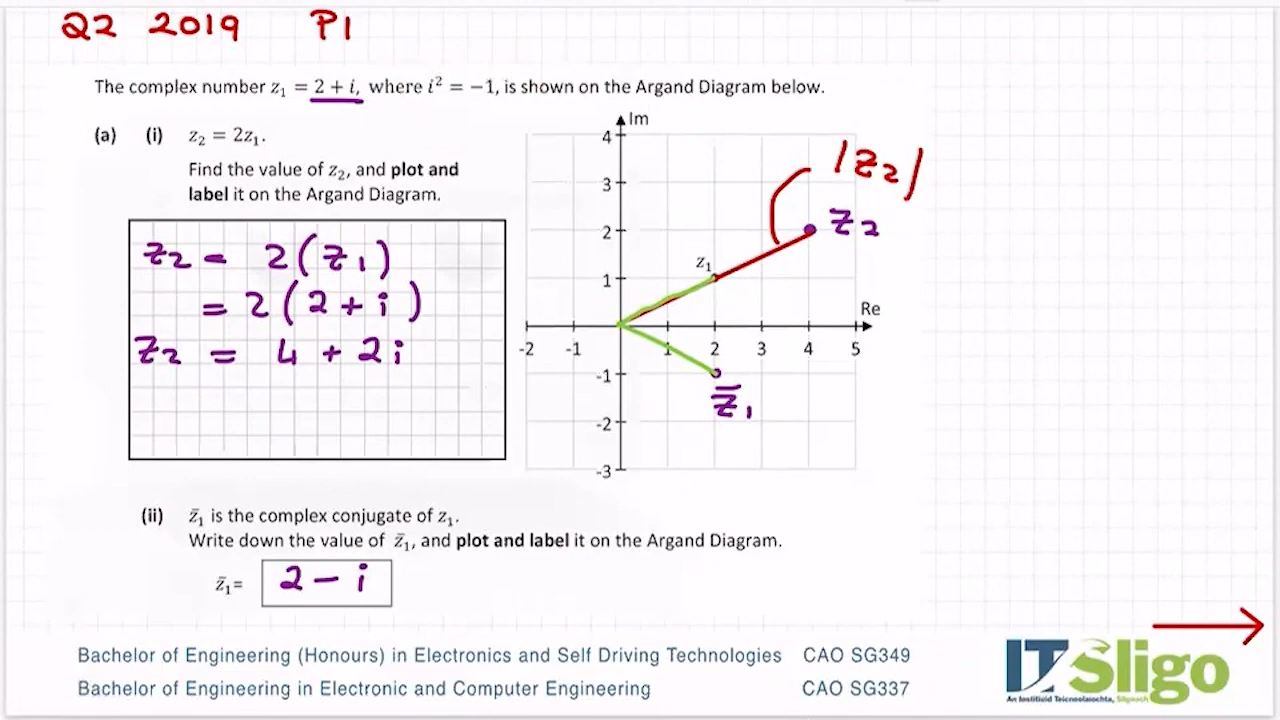 Q2 2019 P1
The complex number z₁ = 2 + i, where i² = −1, is shown on the Argand Diagram below.
(a) (i) z₂ = 2z₁.
Find the value of z₂, and plot and
label it on the Argand Diagram.
z₂ = 2(z₁)
= 2(2 + i)
z₂ = 4 + 2i
Im
4
3
2
1
-1
-2
-3
Re
-2 -1 1 2 3 4 5
|z₂|
z₂
z₁
z̄₁
(ii) z̄₁ is the complex conjugate of z₁.
Write down the value of z̄₁, and plot and label it on the Argand Diagram.
z̄₁= 2 − i
Bachelor of Engineering (Honours) in Electronics and Self Driving Technologies CAO SG349
Bachelor of Engineering in Electronic and Computer Engineering CAO SG337
IT Sligo
An Institiúid Teicneolaíochta, Sligeach